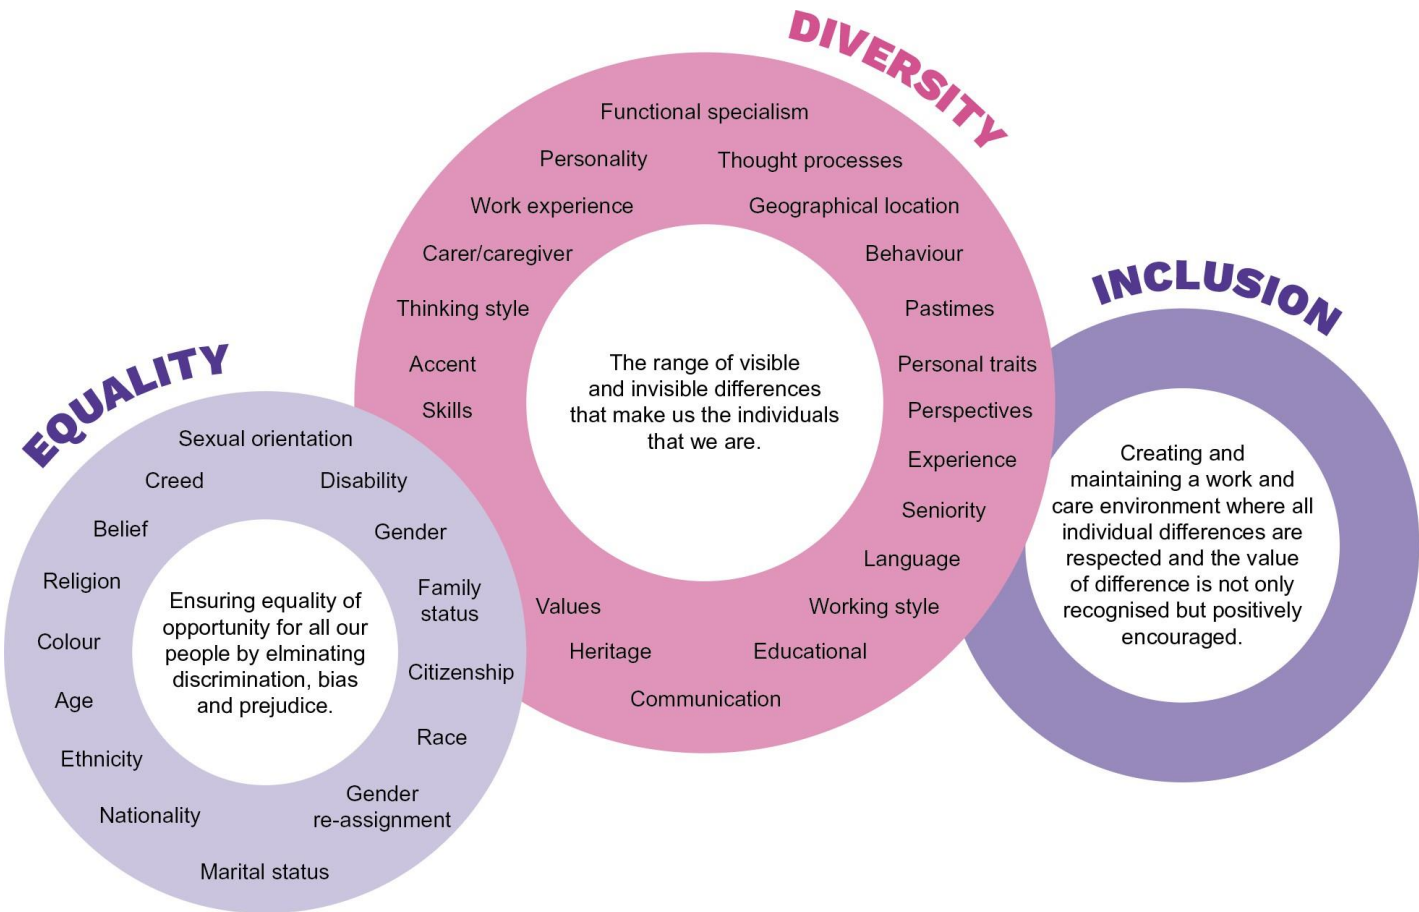 DIVERSITY
Functional specialism
Personality
Thought processes
Work experience
Geographical location
Carer/caregiver
Behaviour
Thinking style
Pastimes
Accent
Personal traits
Skills
Perspectives
Experience
Seniority
Language
Values
Working style
Heritage
Educational
Communication
The range of visible
and invisible differences
that make us the individuals
that we are.
EQUALITY
Sexual orientation
Creed
Disability
Belief
Gender
Religion
Family
status
Colour
Citizenship
Age
Race
Ethnicity
Gender
re-assignment
Nationality
Marital status
Ensuring equality of
opportunity for all our
people by elminating
discrimination, bias
and prejudice.
INCLUSION
Creating and
maintaining a work and
care environment where all
individual differences are
respected and the value
of difference is not only
recognised but positively
encouraged.